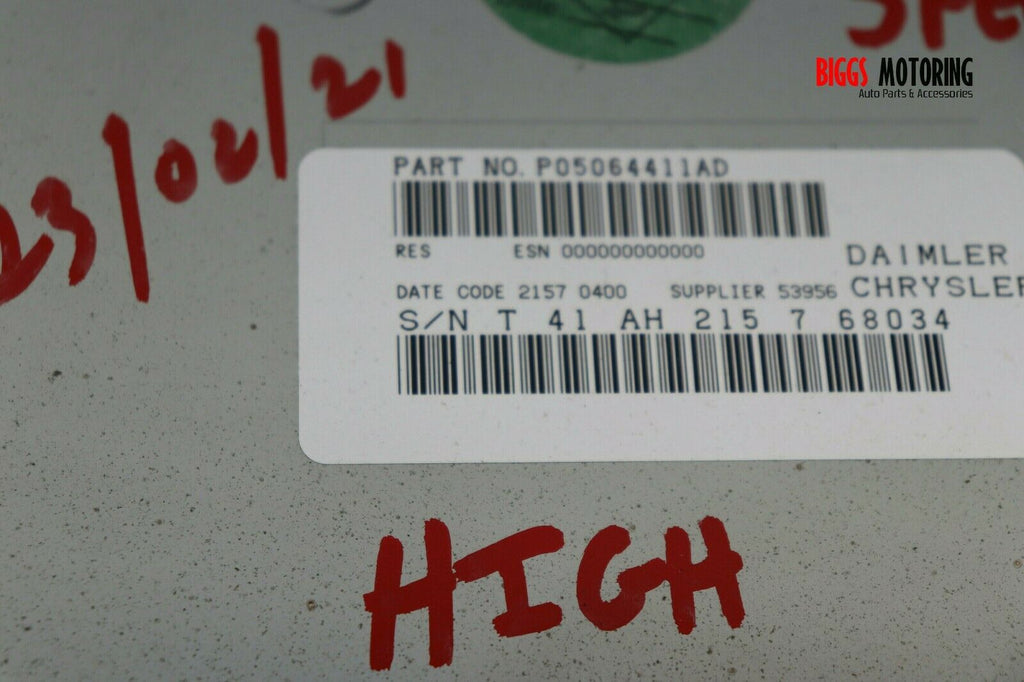 BIGGS MOTORING
Auto Parts & Accessories
23/02/21
PART NO. P05064411AD
RES ESN 000000000000
DAIMLER
DATE CODE 2157 0400 SUPPLIER 53956
CHRYSLER
S/N T 41 AH 215 7 68034
HIGH